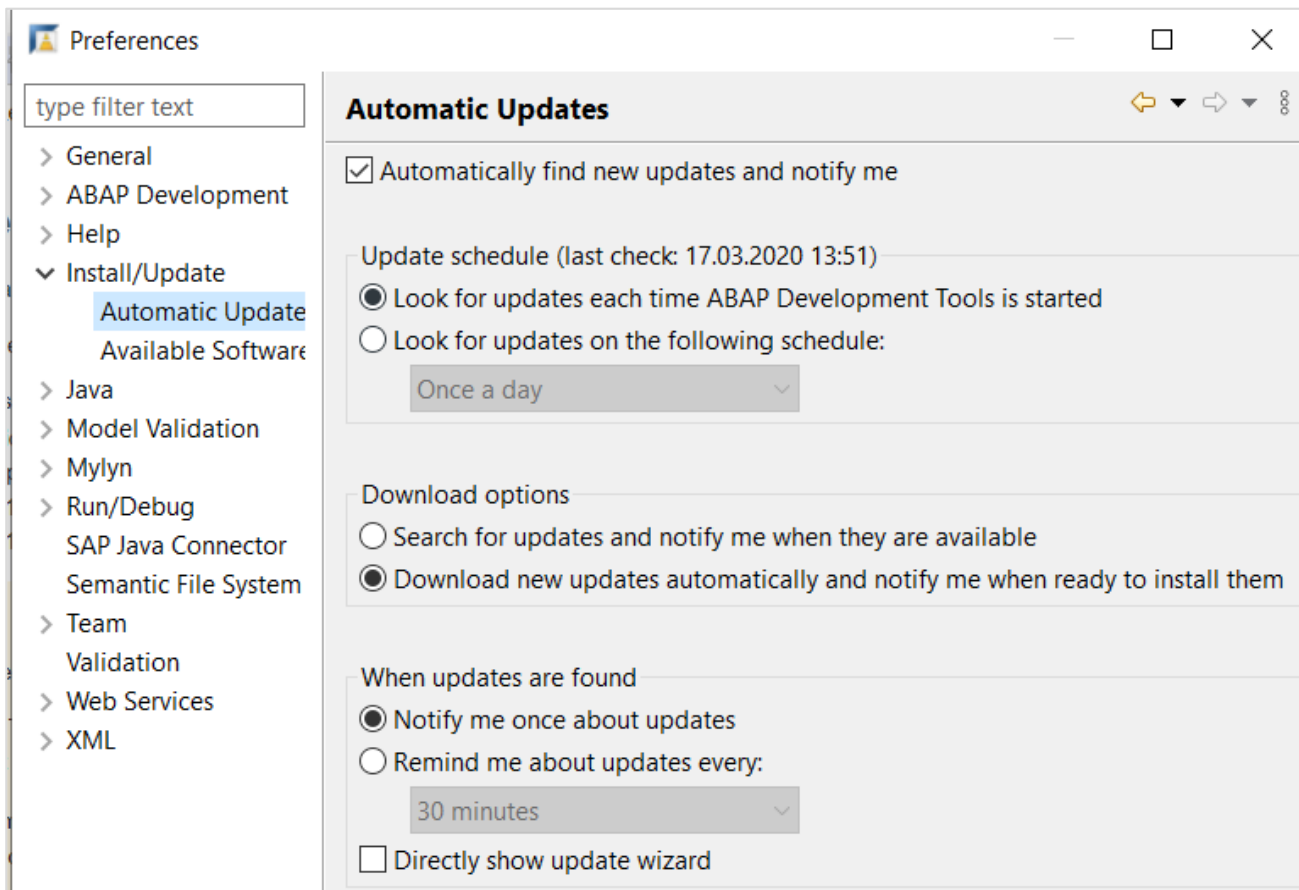 Preferences
type filter text
General
ABAP Development
Help
Install/Update
Automatic Update
Available Software
Java
Model Validation
Mylyn
Run/Debug
SAP Java Connector
Semantic File System
Team
Validation
Web Services
XML
Automatic Updates
Automatically find new updates and notify me
Update schedule (last check: 17.03.2020 13:51)
Look for updates each time ABAP Development Tools is started
Look for updates on the following schedule:
Once a day
Download options
Search for updates and notify me when they are available
Download new updates automatically and notify me when ready to install them
When updates are found
Notify me once about updates
Remind me about updates every:
30 minutes
Directly show update wizard